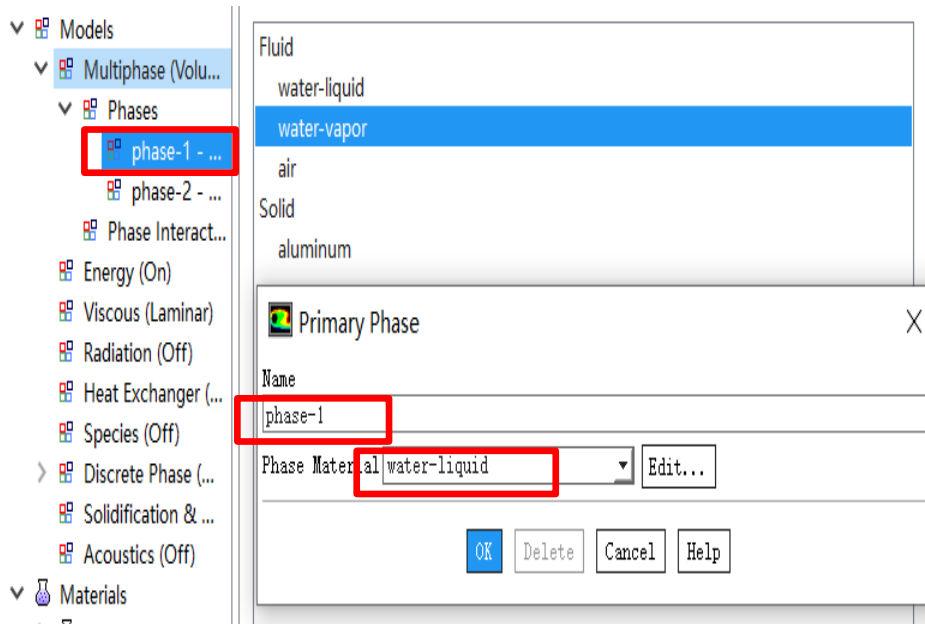 Models
Multiphase (Volu...
Phases
phase-1 - ...
phase-2 - ...
Phase Interact...
Energy (On)
Viscous (Laminar)
Radiation (Off)
Heat Exchanger (...
Species (Off)
Discrete Phase (...
Solidification & ...
Acoustics (Off)
Materials
Fluid
water-liquid
water-vapor
air
Solid
aluminum
Primary Phase
Name
phase-1
Phase Material water-liquid Edit...
OK Delete Cancel Help